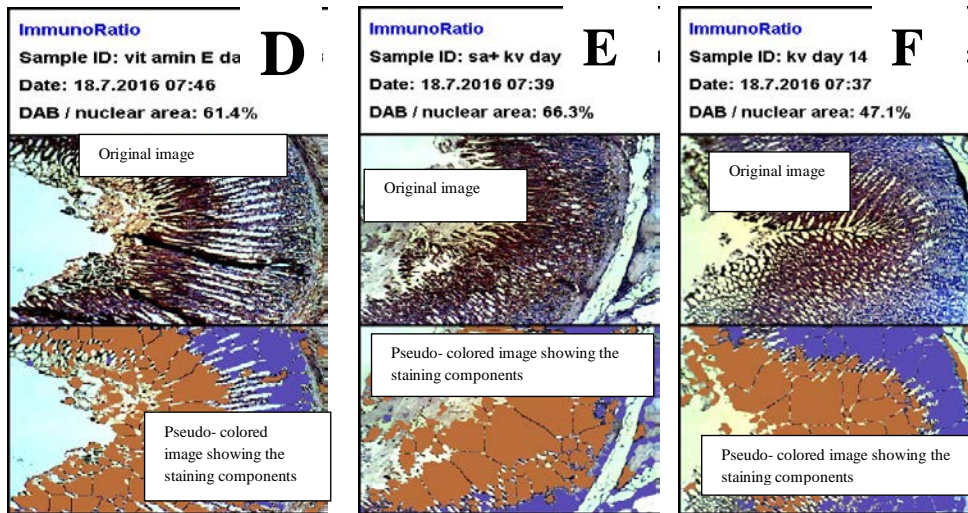 ImmunoRatio
Sample ID: vit amin E da
D
Date: 18.7.2016 07:46
DAB / nuclear area: 61.4%
Original image
Pseudo- colored
image showing the
staining components
ImmunoRatio
Sample ID: sa+ kv day
E
Date: 18.7.2016 07:39
DAB / nuclear area: 66.3%
Original image
Pseudo- colored image showing the
staining components
ImmunoRatio
Sample ID: kv day 14
F
Date: 18.7.2016 07:37
DAB / nuclear area: 47.1%
Original image
Pseudo- colored image showing the
staining components